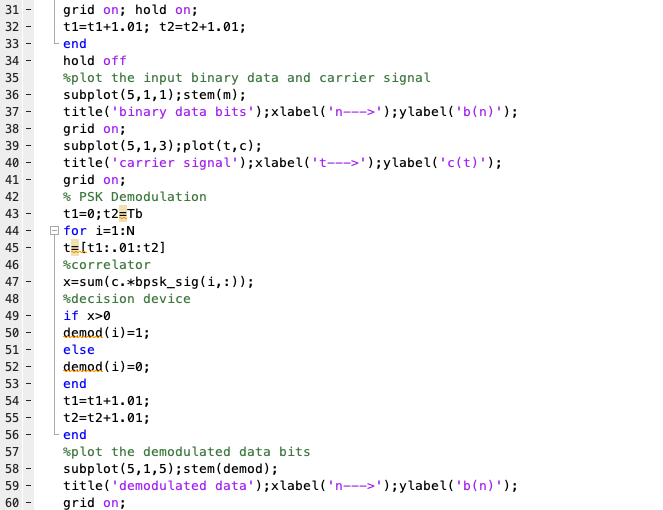 31 - grid on; hold on;
32 - t1=t1+1.01; t2=t2+1.01;
33 - end
34 - hold off
35 %plot the input binary data and carrier signal
36 - subplot(5,1,1);stem(m);
37 - title('binary data bits');xlabel('n--->');ylabel('b(n)');
38 - grid on;
39 - subplot(5,1,3);plot(t,c);
40 - title('carrier signal');xlabel('t--->');ylabel('c(t)');
41 - grid on;
42 % PSK Demodulation
43 - t1=0;t2=Tb
44 - for i=1:N
45 - t=[t1:.01:t2]
46 %correlator
47 - x=sum(c.*bpsk_sig(i,:));
48 %decision device
49 - if x>0
50 - demod(i)=1;
51 - else
52 - demod(i)=0;
53 - end
54 - t1=t1+1.01;
55 - t2=t2+1.01;
56 - end
57 %plot the demodulated data bits
58 - subplot(5,1,5);stem(demod);
59 - title('demodulated data');xlabel('n--->');ylabel('b(n)');
60 - grid on;